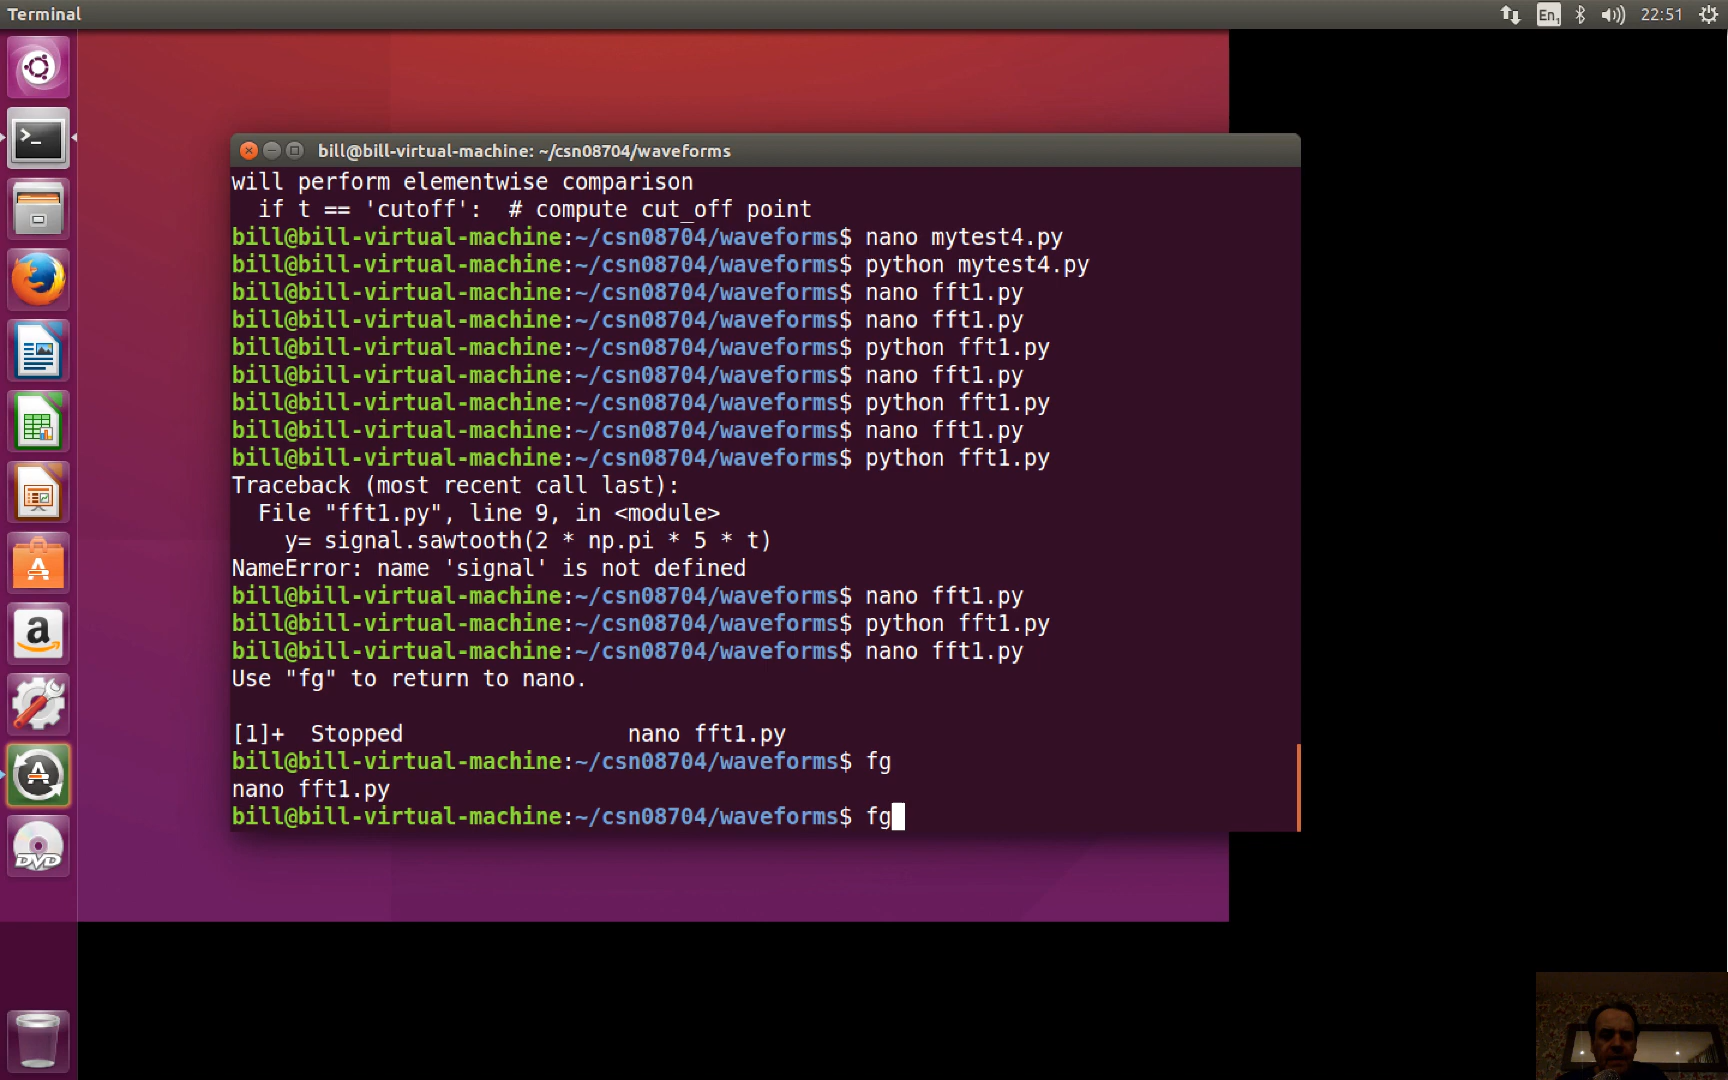 Terminal
En1
22:51
bill@bill-virtual-machine: ~/csn08704/waveforms
will perform elementwise comparison
  if t == 'cutoff':  # compute cut_off point
bill@bill-virtual-machine:~/csn08704/waveforms$ nano mytest4.py
bill@bill-virtual-machine:~/csn08704/waveforms$ python mytest4.py
bill@bill-virtual-machine:~/csn08704/waveforms$ nano fft1.py
bill@bill-virtual-machine:~/csn08704/waveforms$ nano fft1.py
bill@bill-virtual-machine:~/csn08704/waveforms$ python fft1.py
bill@bill-virtual-machine:~/csn08704/waveforms$ nano fft1.py
bill@bill-virtual-machine:~/csn08704/waveforms$ python fft1.py
bill@bill-virtual-machine:~/csn08704/waveforms$ nano fft1.py
bill@bill-virtual-machine:~/csn08704/waveforms$ python fft1.py
Traceback (most recent call last):
  File "fft1.py", line 9, in <module>
    y= signal.sawtooth(2 * np.pi * 5 * t)
NameError: name 'signal' is not defined
bill@bill-virtual-machine:~/csn08704/waveforms$ nano fft1.py
bill@bill-virtual-machine:~/csn08704/waveforms$ python fft1.py
bill@bill-virtual-machine:~/csn08704/waveforms$ nano fft1.py
Use "fg" to return to nano.
[1]+  Stopped                 nano fft1.py
bill@bill-virtual-machine:~/csn08704/waveforms$ fg
nano fft1.py
bill@bill-virtual-machine:~/csn08704/waveforms$ fg
a
DVD